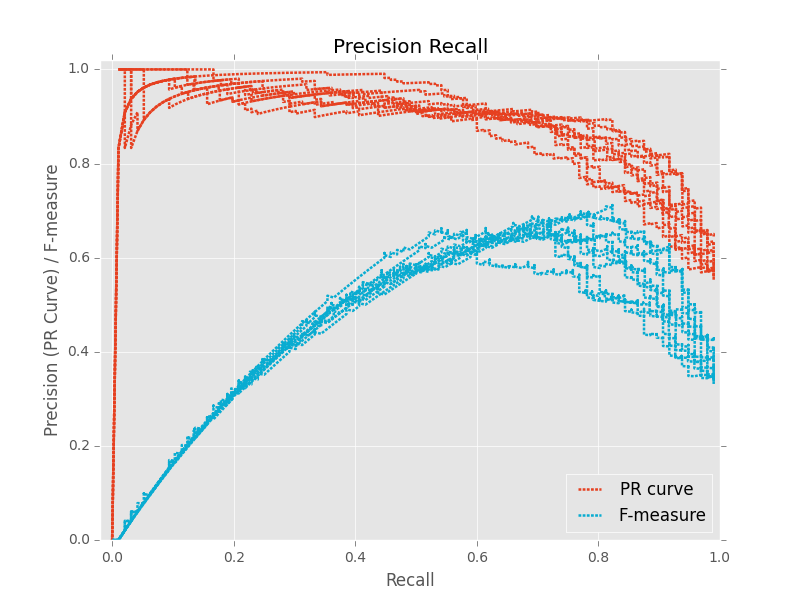 Precision Recall
Precision (PR Curve) / F-measure
1.0
0.8
0.6
0.4
0.2
0.0
0.0 0.2 0.4 0.6 0.8 1.0
Recall
PR curve
F-measure